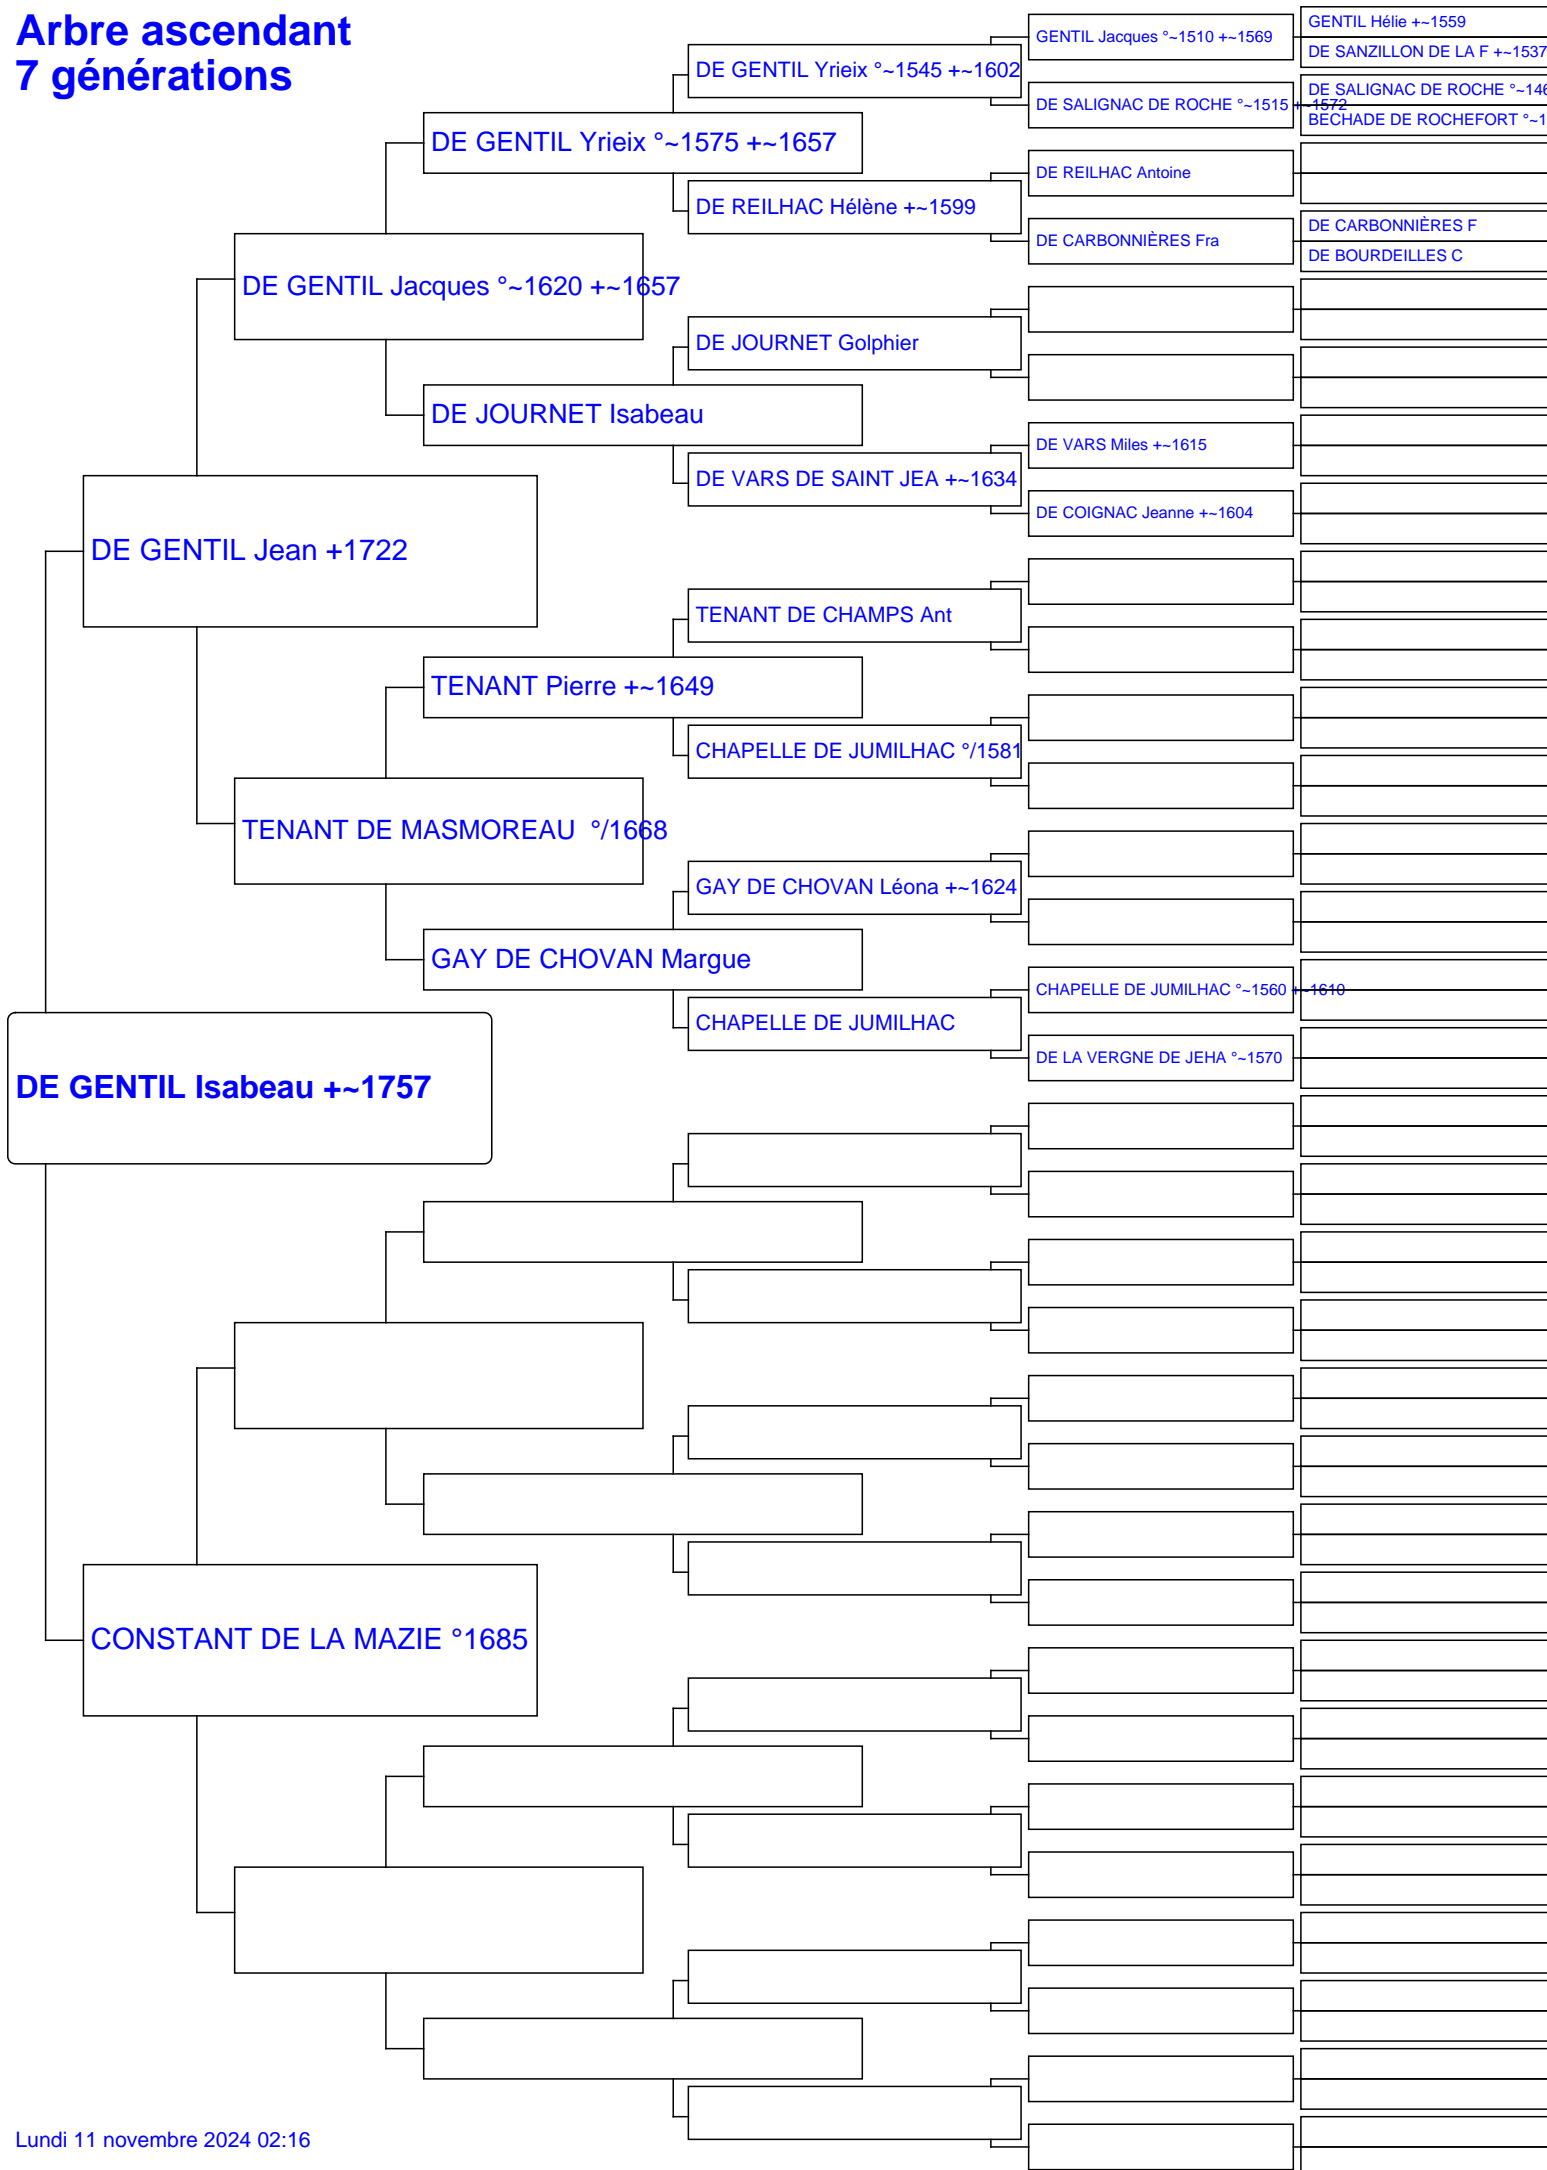 Arbre ascendant
7 générations
GENTIL Hélie +~1559
GENTIL Jacques °~1510 +~1569
DE SANZILLON DE LA F +~1537
DE GENTIL Yrieix °~1545 +~1602
DE SALIGNAC DE ROCHE °~146
DE SALIGNAC DE ROCHE °~1515 +~1572
BECHADE DE ROCHEFORT °~1
DE GENTIL Yrieix °~1575 +~1657
DE REILHAC Antoine
DE REILHAC Hélène +~1599
DE CARBONNIÈRES F
DE CARBONNIÈRES Fra
DE BOURDEILLES C
DE GENTIL Jacques °~1620 +~1657
DE JOURNET Golphier
DE JOURNET Isabeau
DE VARS Miles +~1615
DE VARS DE SAINT JEA +~1634
DE COIGNAC Jeanne +~1604
DE GENTIL Jean +1722
TENANT DE CHAMPS Ant
TENANT Pierre +~1649
CHAPELLE DE JUMILHAC °/1581
TENANT DE MASMOREAU °/1668
GAY DE CHOVAN Léona +~1624
GAY DE CHOVAN Margue
CHAPELLE DE JUMILHAC °~1560 +~1610
CHAPELLE DE JUMILHAC
DE LA VERGNE DE JEHA °~1570
DE GENTIL Isabeau +~1757
CONSTANT DE LA MAZIE °1685
Lundi 11 novembre 2024 02:16